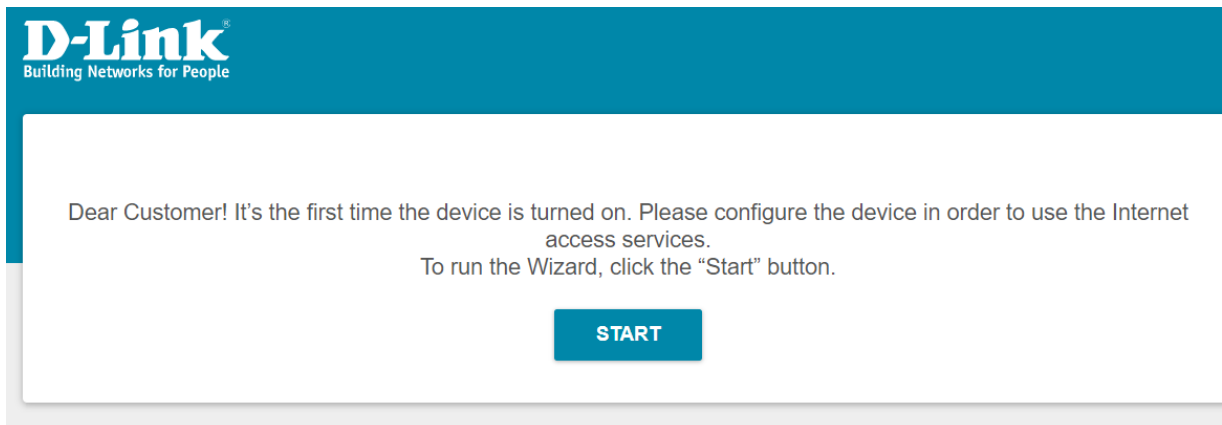 D-Link®
Building Networks for People
Dear Customer! It’s the first time the device is turned on. Please configure the device in order to use the Internet
access services.
To run the Wizard, click the “Start” button.
START